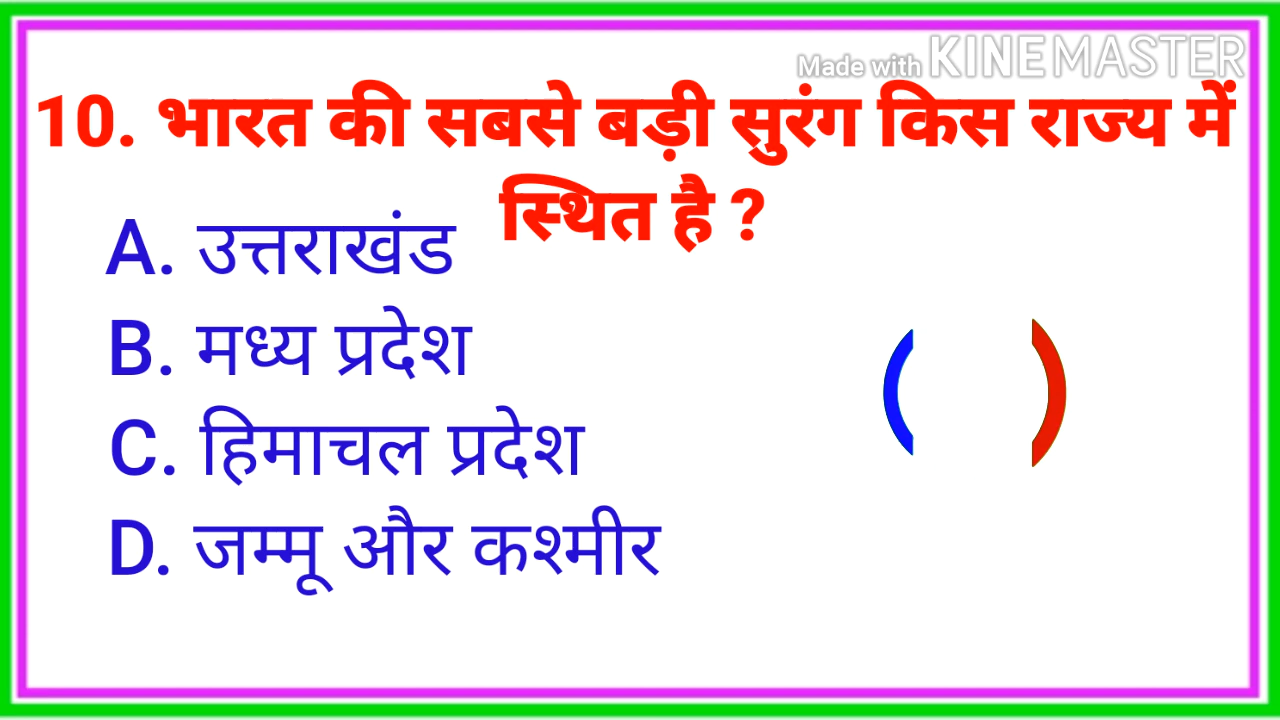 Made with KINEMASTER
10. भारत की सबसे बड़ी सुरंग किस राज्य में
स्थित है ?
A. उत्तराखंड
B. मध्य प्रदेश
C. हिमाचल प्रदेश
D. जम्मू और कश्मीर
( )